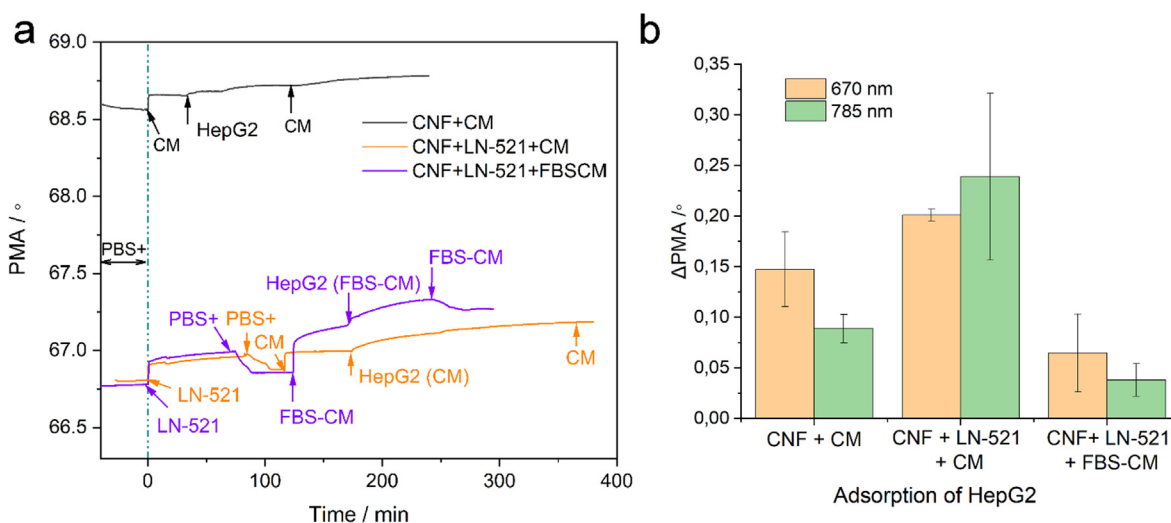 a
69.0
68.5
68.0
67.5
67.0
66.5
PMA / °
0
100
200
300
400
Time / min
CM
HepG2
CM
CNF+CM
CNF+LN-521+CM
CNF+LN-521+FBSCM
PBS+
FBS-CM
HepG2 (FBS-CM)
PBS+
PBS+
CM
LN-521
LN-521
FBS-CM
HepG2 (CM)
CM
b
0,35
0,30
0,25
0,20
0,15
0,10
0,05
0,00
ΔPMA /°
670 nm
785 nm
CNF + CM
CNF + LN-521
+ CM
CNF+ LN-521
+ FBS-CM
Adsorption of HepG2